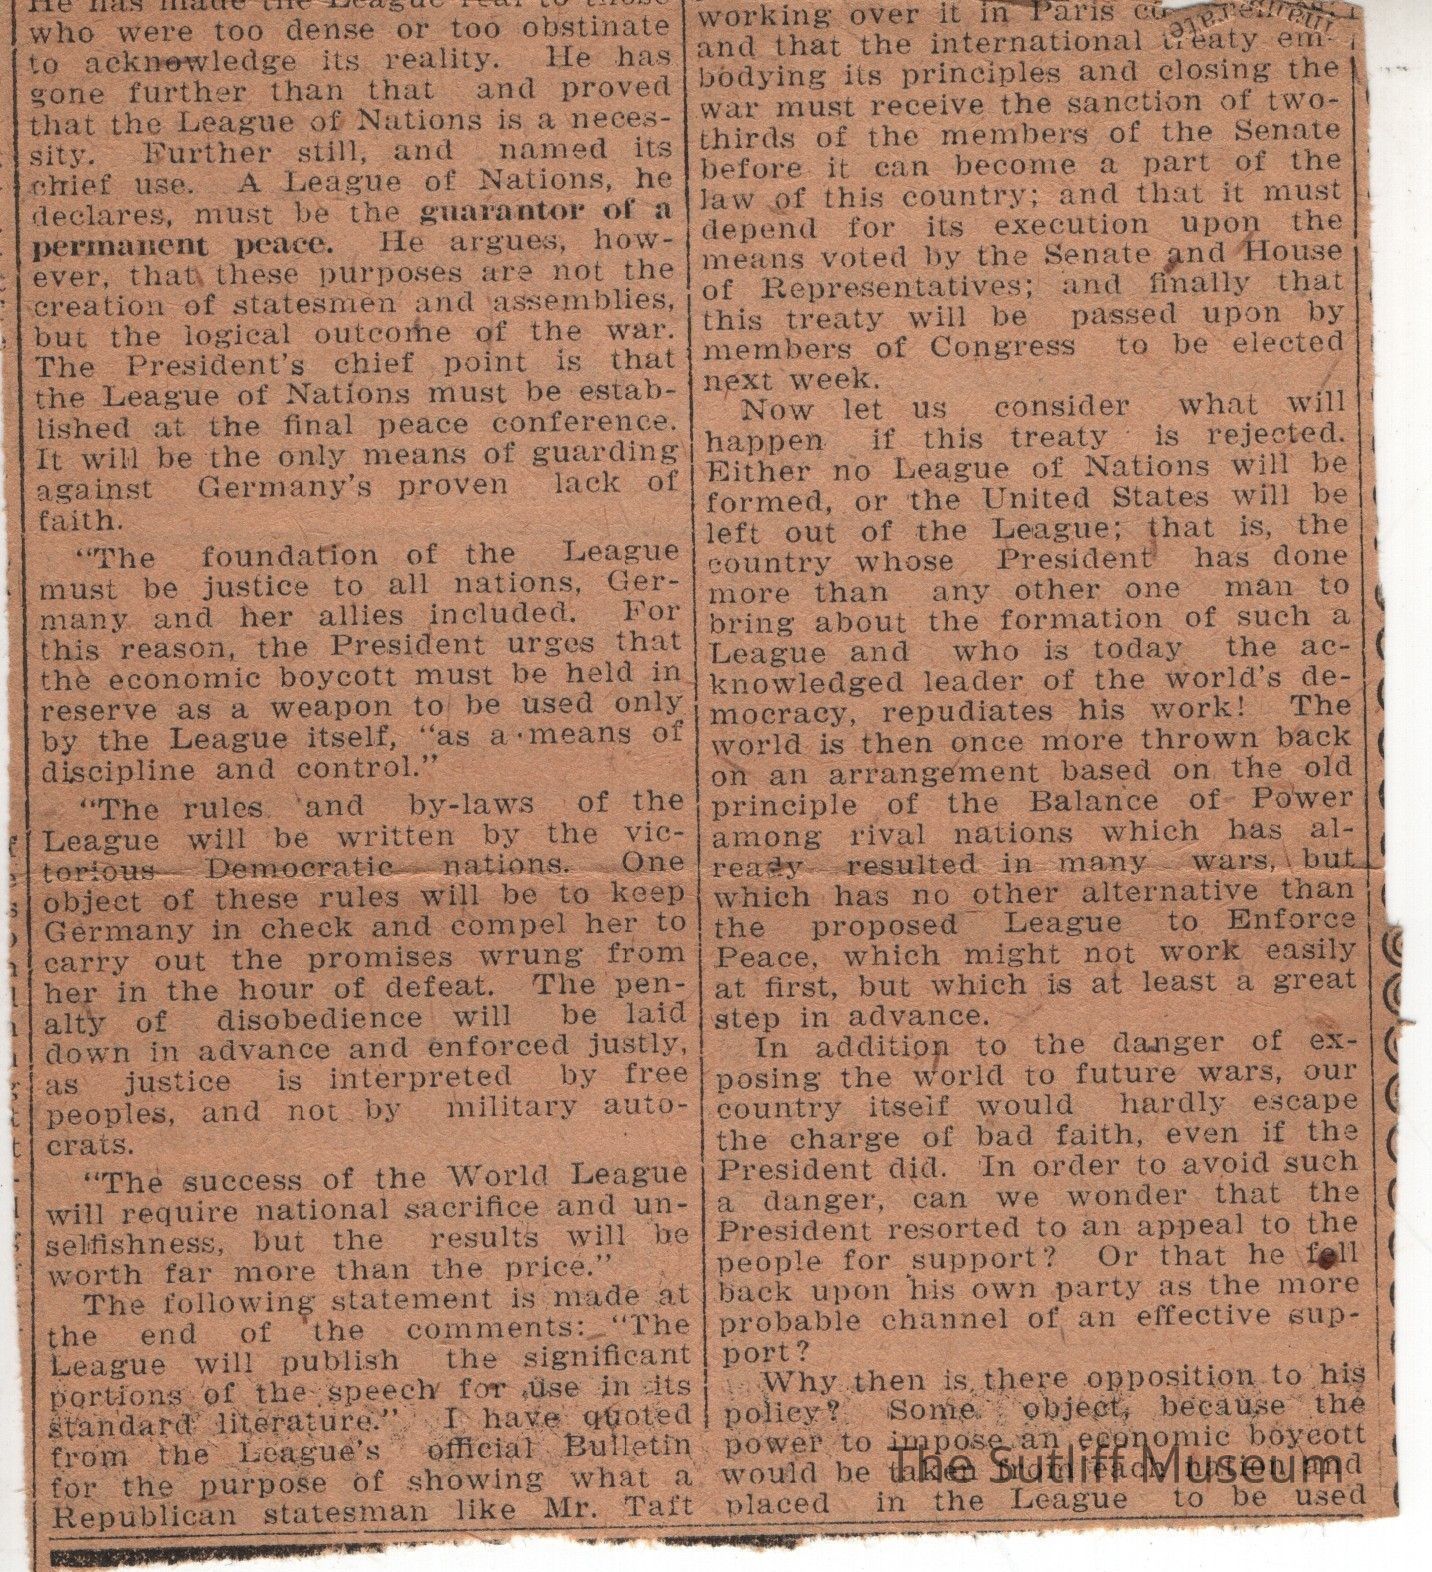 He has made the League real to those
who were too dense or too obstinate
to acknowledge its reality. He has
gone further than that and proved
that the League of Nations is a neces-
sity. Further still, and named its
chief use. A League of Nations, he
declares, must be the guarantor of a
permanent peace. He argues, how-
ever, that these purposes are not the
creation of statesmen and assemblies,
but the logical outcome of the war.
The President's chief point is that
the League of Nations must be estab-
lished at the final peace conference.
It will be the only means of guarding
against Germany's proven lack of
faith.
"The foundation of the League
must be justice to all nations, Ger-
many and her allies included. For
this reason, the President urges that
the economic boycott must be held in
reserve as a weapon to be used only
by the League itself, "as a means of
discipline and control."
"The rules and by-laws of the
League will be written by the vic-
torious Democratic nations. One
object of these rules will be to keep
Germany in check and compel her to
carry out the promises wrung from
her in the hour of defeat. The pen-
alty of disobedience will be laid
down in advance and enforced justly,
as justice is interpreted by free
peoples, and not by military auto-
crats.
"The success of the World League
will require national sacrifice and un-
selfishness, but the results will be
worth far more than the price."
The following statement is made at
the end of the comments: "The
League will publish the significant
portions of the speech for use in its
standard literature." I have quoted
from the League's official Bulletin
for the purpose of showing what a
Republican statesman like Mr. Taft
working over it in Paris
and that the international treaty em-
bodying its principles and closing the
war must receive the sanction of two-
thirds of the members of the Senate
before it can become a part of the
law of this country; and that it must
depend for its execution upon the
means voted by the Senate and House
of Representatives; and finally that
this treaty will be passed upon by
members of Congress to be elected
next week.
Now let us consider what will
happen if this treaty is rejected.
Either no League of Nations will be
formed, or the United States will be
left out of the League; that is, the
country whose President has done
more than any other one man to
bring about the formation of such a
League and who is today the ac-
knowledged leader of the world's de-
mocracy, repudiates his work! The
world is then once more thrown back
on an arrangement based on the old
principle of the Balance of Power
among rival nations which has al-
ready resulted in many wars, but
which has no other alternative than
the proposed League to Enforce
Peace, which might not work easily
at first, but which is at least a great
step in advance.
In addition to the danger of ex-
posing the world to future wars, our
country itself would hardly escape
the charge of bad faith, even if the
President did. In order to avoid such
a danger, can we wonder that the
President resorted to an appeal to the
people for support? Or that he fell
back upon his own party as the more
probable channel of an effective sup-
port?
Why then is there opposition to his
policy? Some object, because the
power to impose an economic boycott
would be taken from each nation and
placed in the League to be used
The Sutliff Museum